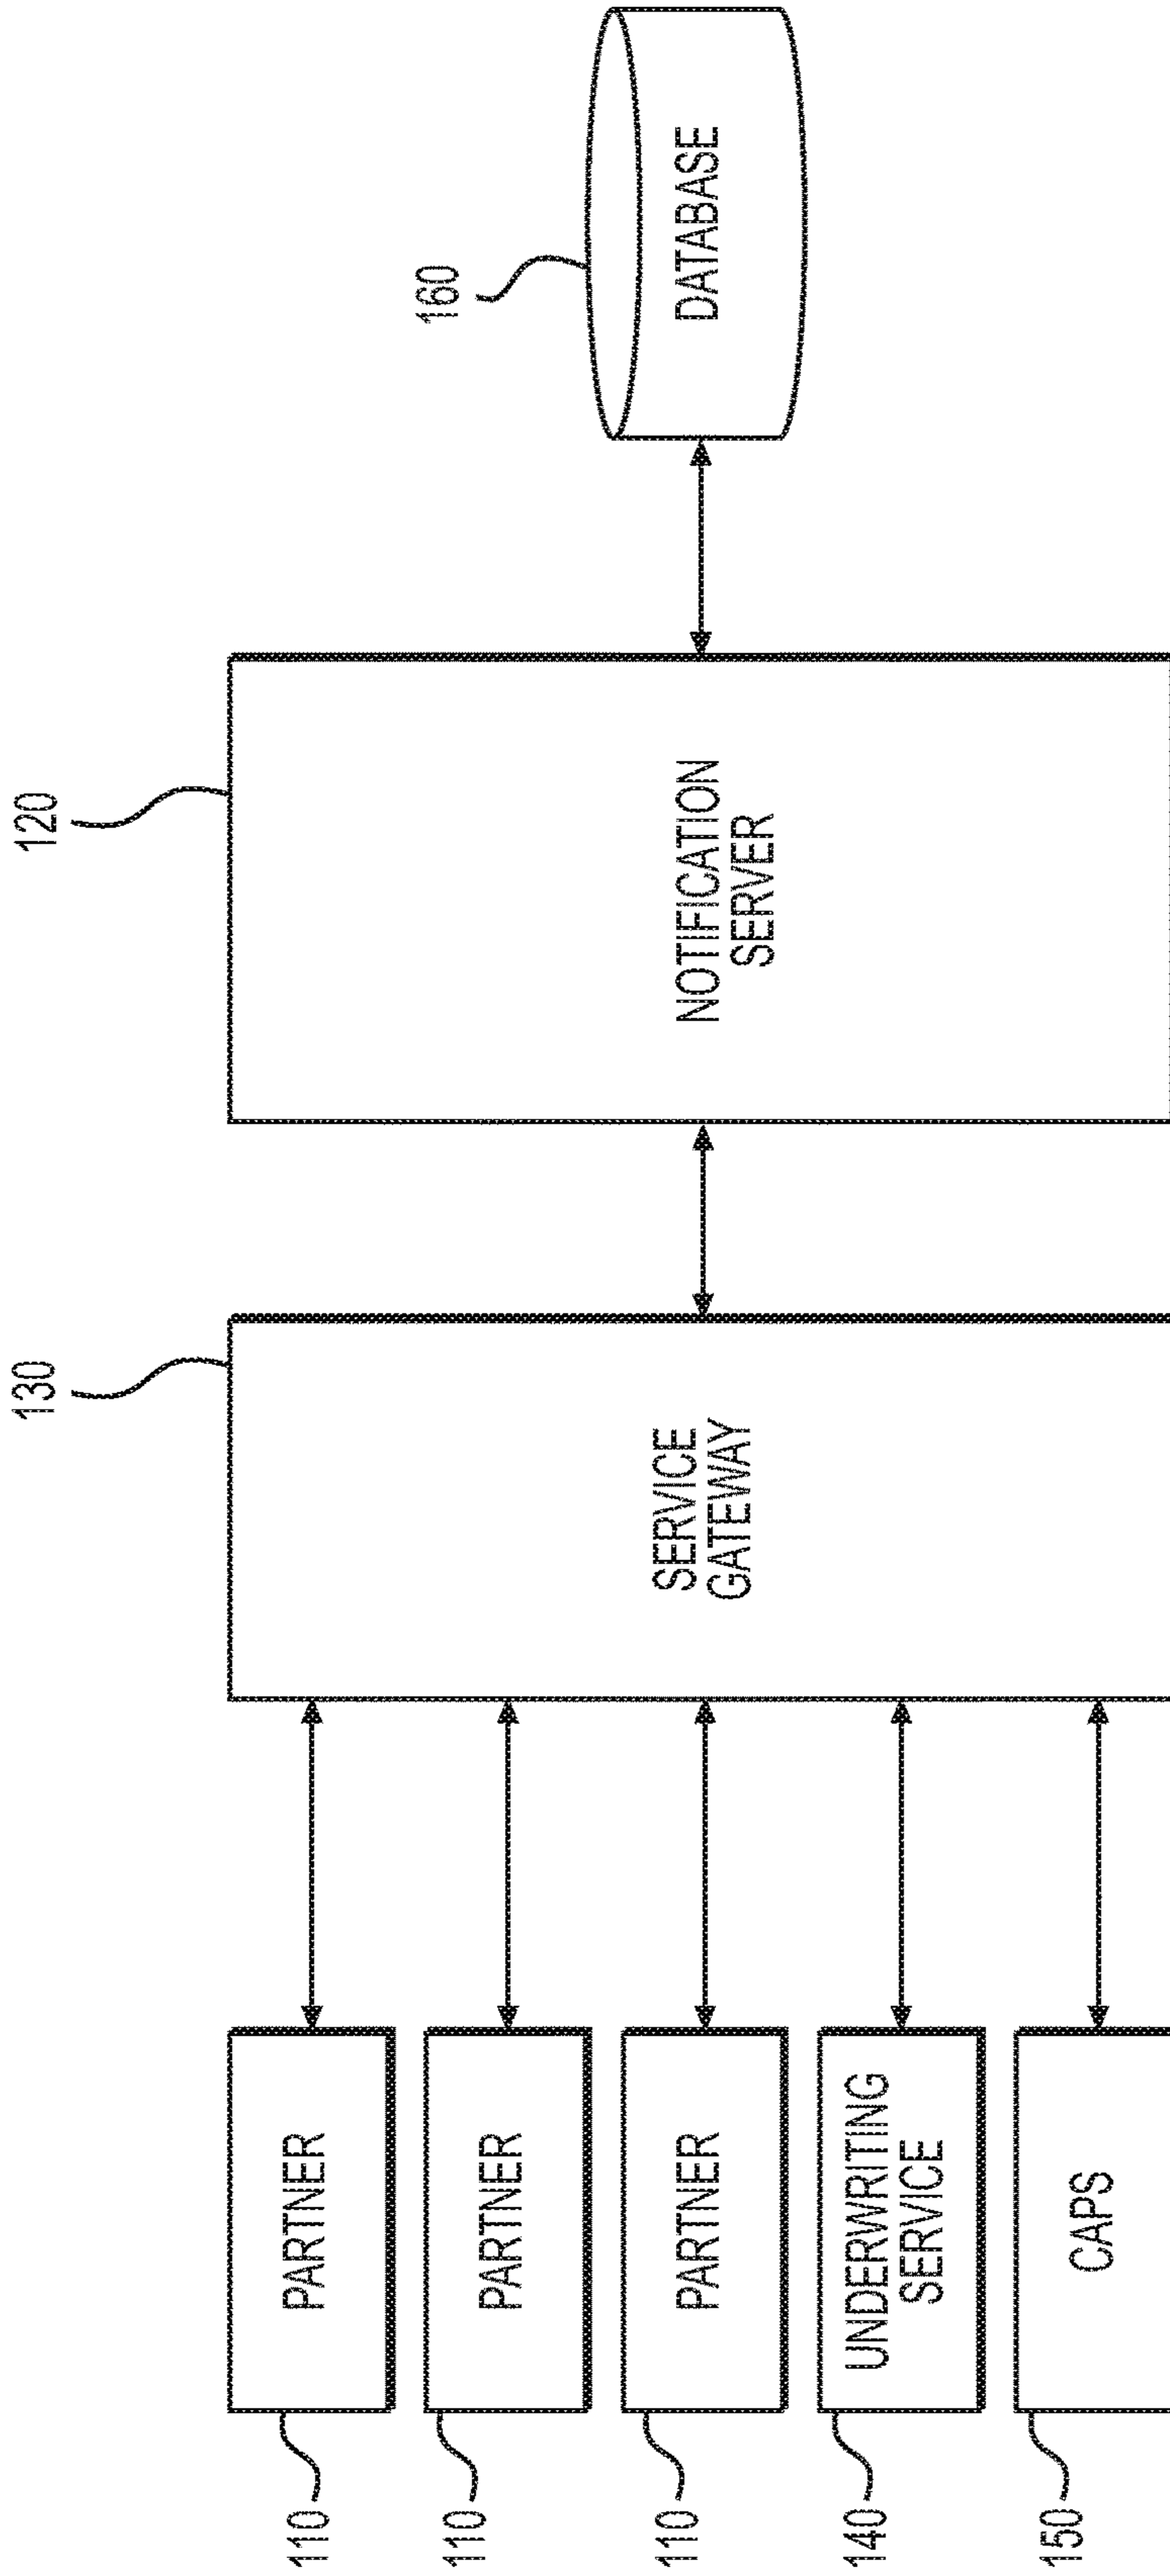 110
PARTNER
110
PARTNER
110
PARTNER
140
UNDERWRITING
SERVICE
150
CAPS
130
SERVICE
GATEWAY
120
NOTIFICATION
SERVER
160
DATABASE